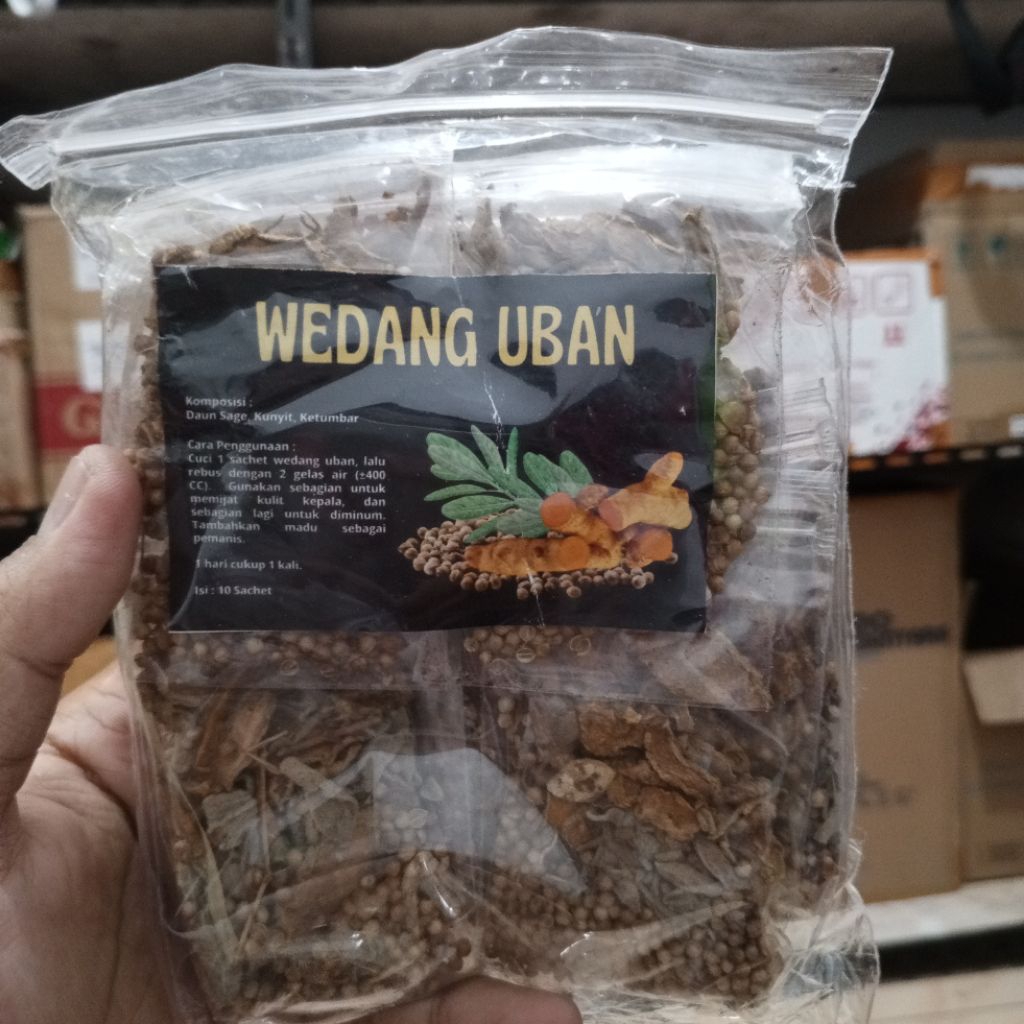 WEDANG UBAN
Komposisi :
Daun Sage, Kunyit, Ketumbar
Cara Penggunaan :
Cuci 1 sachet wedang uban, lalu
rebus dengan 2 gelas air (±400
CC). Gunakan sebagian untuk
memijat kulit kepala, dan
sebagian lagi untuk diminum.
Tambahkan madu sebagai
pemanis.
1 hari cukup 1 kali.
Isi : 10 Sachet
G